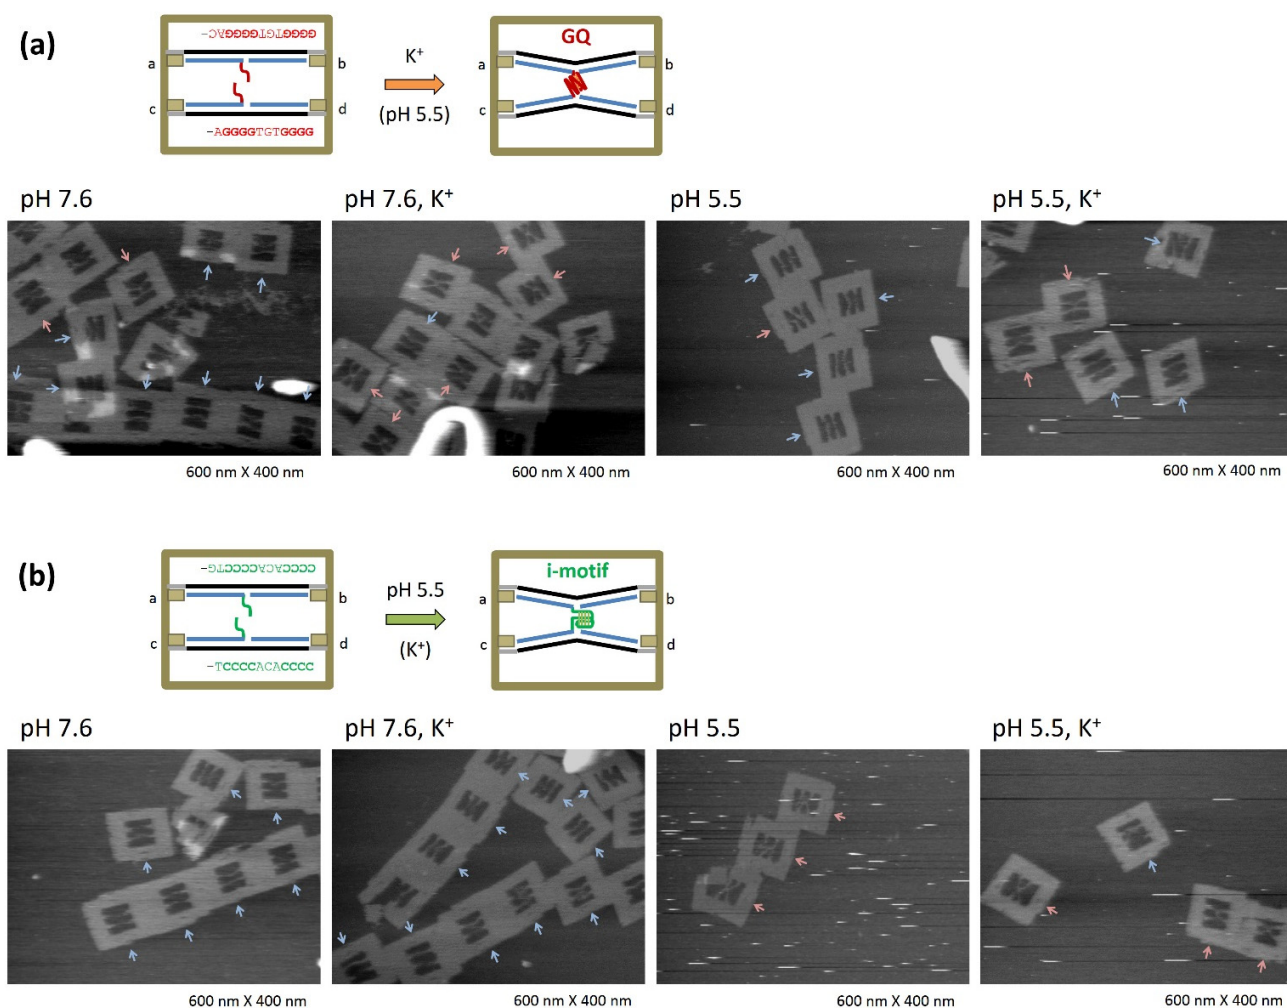 (a)
GGGGTGTGGGGAC-
a
b
c
d
-AGGGGTGTGGGG
K⁺
(pH 5.5)
GQ
a
b
c
d
pH 7.6
pH 7.6, K⁺
pH 5.5
pH 5.5, K⁺
600 nm X 400 nm
600 nm X 400 nm
600 nm X 400 nm
600 nm X 400 nm
(b)
CCCCACACCCCTG-
a
b
c
d
-TCCCCACACCCC
pH 5.5
(K⁺)
i-motif
a
b
c
d
pH 7.6
pH 7.6, K⁺
pH 5.5
pH 5.5, K⁺
600 nm X 400 nm
600 nm X 400 nm
600 nm X 400 nm
600 nm X 400 nm